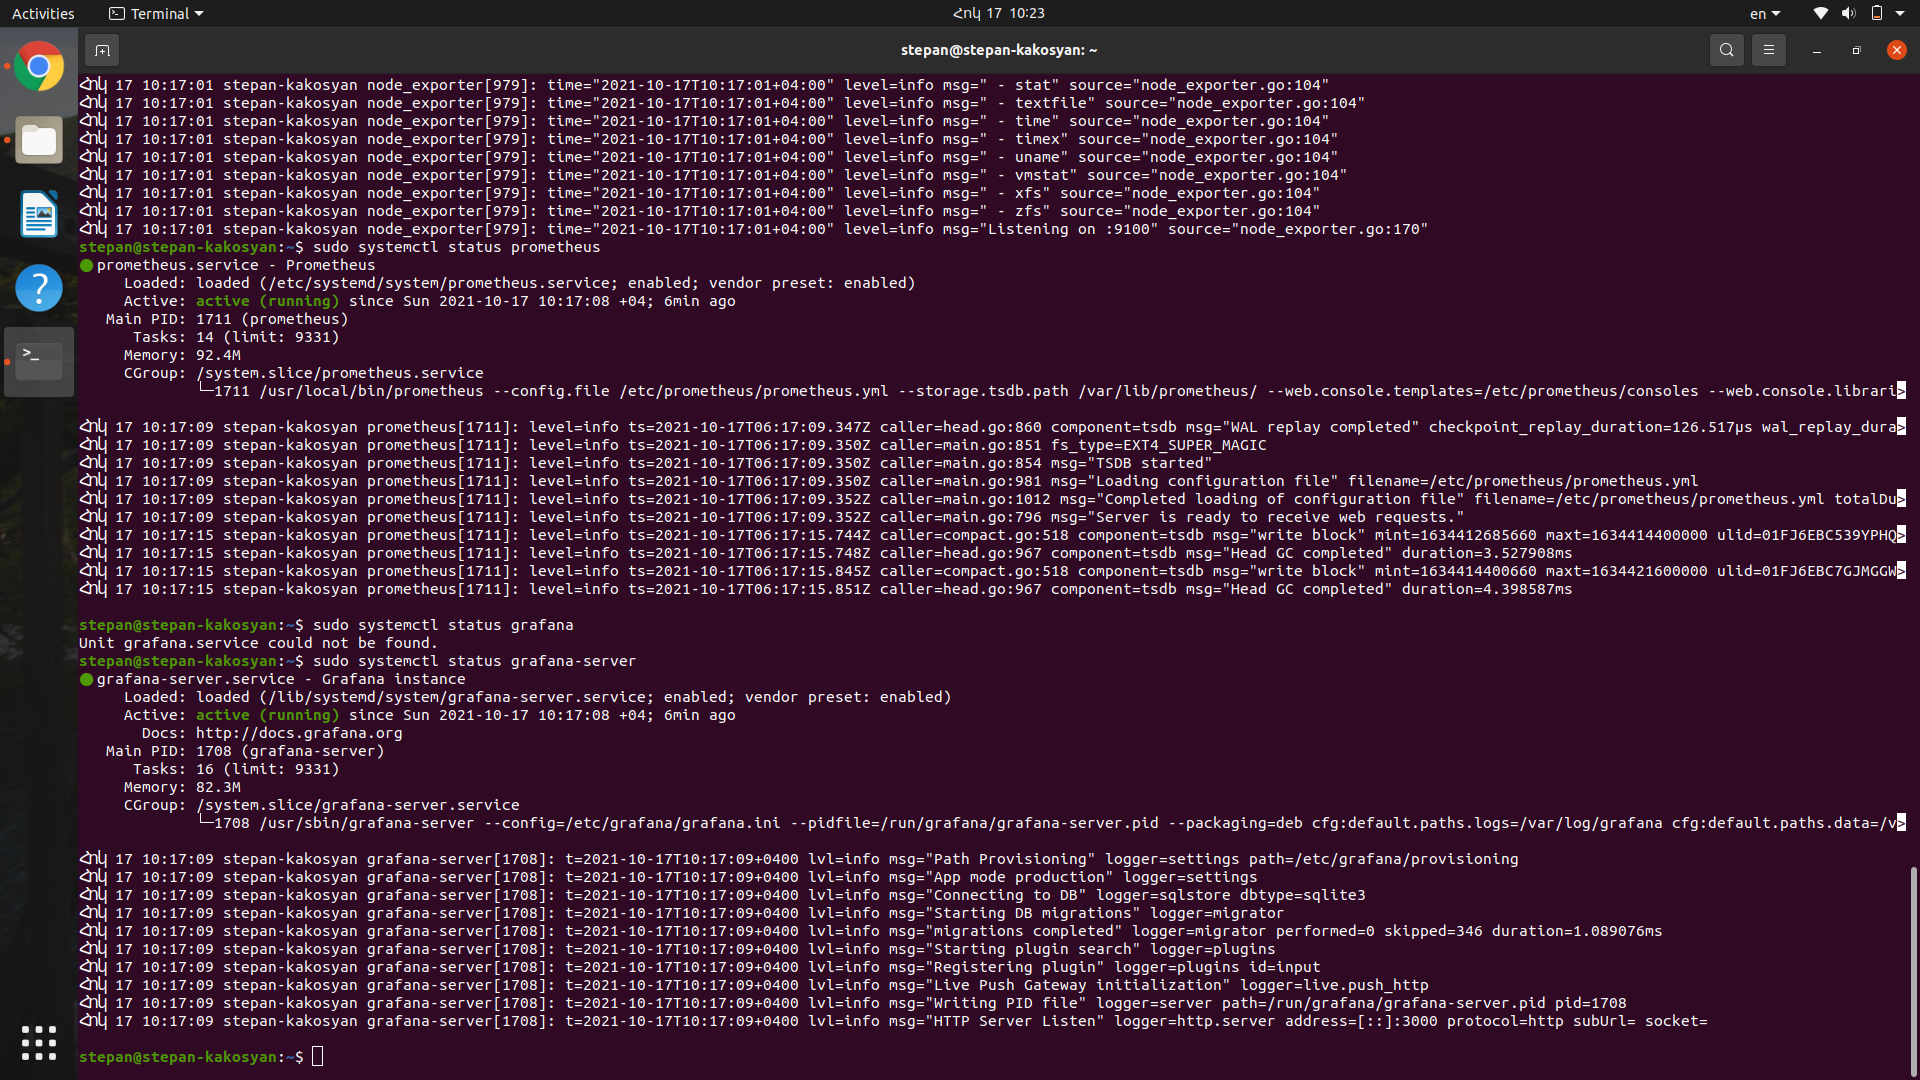 Activities
Terminal
Հոկ 17 10:23
en
stepan@stepan-kakosyan: ~
Հոկ 17 10:17:01 stepan-kakosyan node_exporter[979]: time="2021-10-17T10:17:01+04:00" level=info msg=" - stat" source="node_exporter.go:104"
Հոկ 17 10:17:01 stepan-kakosyan node_exporter[979]: time="2021-10-17T10:17:01+04:00" level=info msg=" - textfile" source="node_exporter.go:104"
Հոկ 17 10:17:01 stepan-kakosyan node_exporter[979]: time="2021-10-17T10:17:01+04:00" level=info msg=" - time" source="node_exporter.go:104"
Հոկ 17 10:17:01 stepan-kakosyan node_exporter[979]: time="2021-10-17T10:17:01+04:00" level=info msg=" - timex" source="node_exporter.go:104"
Հոկ 17 10:17:01 stepan-kakosyan node_exporter[979]: time="2021-10-17T10:17:01+04:00" level=info msg=" - uname" source="node_exporter.go:104"
Հոկ 17 10:17:01 stepan-kakosyan node_exporter[979]: time="2021-10-17T10:17:01+04:00" level=info msg=" - vmstat" source="node_exporter.go:104"
Հոկ 17 10:17:01 stepan-kakosyan node_exporter[979]: time="2021-10-17T10:17:01+04:00" level=info msg=" - xfs" source="node_exporter.go:104"
Հոկ 17 10:17:01 stepan-kakosyan node_exporter[979]: time="2021-10-17T10:17:01+04:00" level=info msg=" - zfs" source="node_exporter.go:104"
Հոկ 17 10:17:01 stepan-kakosyan node_exporter[979]: time="2021-10-17T10:17:01+04:00" level=info msg="Listening on :9100" source="node_exporter.go:170"
stepan@stepan-kakosyan:~$ sudo systemctl status prometheus
● prometheus.service - Prometheus
Loaded: loaded (/etc/systemd/system/prometheus.service; enabled; vendor preset: enabled)
Active: active (running) since Sun 2021-10-17 10:17:08 +04; 6min ago
Main PID: 1711 (prometheus)
Tasks: 14 (limit: 9331)
Memory: 92.4M
CGroup: /system.slice/prometheus.service
└─1711 /usr/local/bin/prometheus --config.file /etc/prometheus/prometheus.yml --storage.tsdb.path /var/lib/prometheus/ --web.console.templates=/etc/prometheus/consoles --web.console.librari>
Հոկ 17 10:17:09 stepan-kakosyan prometheus[1711]: level=info ts=2021-10-17T06:17:09.347Z caller=head.go:860 component=tsdb msg="WAL replay completed" checkpoint_replay_duration=126.517µs wal_replay_dura>
Հոկ 17 10:17:09 stepan-kakosyan prometheus[1711]: level=info ts=2021-10-17T06:17:09.350Z caller=main.go:851 fs_type=EXT4_SUPER_MAGIC
Հոկ 17 10:17:09 stepan-kakosyan prometheus[1711]: level=info ts=2021-10-17T06:17:09.350Z caller=main.go:854 msg="TSDB started"
Հոկ 17 10:17:09 stepan-kakosyan prometheus[1711]: level=info ts=2021-10-17T06:17:09.350Z caller=main.go:981 msg="Loading configuration file" filename=/etc/prometheus/prometheus.yml
Հոկ 17 10:17:09 stepan-kakosyan prometheus[1711]: level=info ts=2021-10-17T06:17:09.352Z caller=main.go:1012 msg="Completed loading of configuration file" filename=/etc/prometheus/prometheus.yml totalDu>
Հոկ 17 10:17:09 stepan-kakosyan prometheus[1711]: level=info ts=2021-10-17T06:17:09.352Z caller=main.go:796 msg="Server is ready to receive web requests."
Հոկ 17 10:17:15 stepan-kakosyan prometheus[1711]: level=info ts=2021-10-17T06:17:15.744Z caller=compact.go:518 component=tsdb msg="write block" mint=1634412685660 maxt=1634414400000 ulid=01FJ6EBC539YPHQ>
Հոկ 17 10:17:15 stepan-kakosyan prometheus[1711]: level=info ts=2021-10-17T06:17:15.748Z caller=head.go:967 component=tsdb msg="Head GC completed" duration=3.527908ms
Հոկ 17 10:17:15 stepan-kakosyan prometheus[1711]: level=info ts=2021-10-17T06:17:15.845Z caller=compact.go:518 component=tsdb msg="write block" mint=1634414400660 maxt=1634421600000 ulid=01FJ6EBC7GJMGGW>
Հոկ 17 10:17:15 stepan-kakosyan prometheus[1711]: level=info ts=2021-10-17T06:17:15.851Z caller=head.go:967 component=tsdb msg="Head GC completed" duration=4.398587ms
stepan@stepan-kakosyan:~$ sudo systemctl status grafana
Unit grafana.service could not be found.
stepan@stepan-kakosyan:~$ sudo systemctl status grafana-server
● grafana-server.service - Grafana instance
Loaded: loaded (/lib/systemd/system/grafana-server.service; enabled; vendor preset: enabled)
Active: active (running) since Sun 2021-10-17 10:17:08 +04; 6min ago
Docs: http://docs.grafana.org
Main PID: 1708 (grafana-server)
Tasks: 16 (limit: 9331)
Memory: 82.3M
CGroup: /system.slice/grafana-server.service
└─1708 /usr/sbin/grafana-server --config=/etc/grafana/grafana.ini --pidfile=/run/grafana/grafana-server.pid --packaging=deb cfg:default.paths.logs=/var/log/grafana cfg:default.paths.data=/v>
Հոկ 17 10:17:09 stepan-kakosyan grafana-server[1708]: t=2021-10-17T10:17:09+0400 lvl=info msg="Path Provisioning" logger=settings path=/etc/grafana/provisioning
Հոկ 17 10:17:09 stepan-kakosyan grafana-server[1708]: t=2021-10-17T10:17:09+0400 lvl=info msg="App mode production" logger=settings
Հոկ 17 10:17:09 stepan-kakosyan grafana-server[1708]: t=2021-10-17T10:17:09+0400 lvl=info msg="Connecting to DB" logger=sqlstore dbtype=sqlite3
Հոկ 17 10:17:09 stepan-kakosyan grafana-server[1708]: t=2021-10-17T10:17:09+0400 lvl=info msg="Starting DB migrations" logger=migrator
Հոկ 17 10:17:09 stepan-kakosyan grafana-server[1708]: t=2021-10-17T10:17:09+0400 lvl=info msg="migrations completed" logger=migrator performed=0 skipped=346 duration=1.089076ms
Հոկ 17 10:17:09 stepan-kakosyan grafana-server[1708]: t=2021-10-17T10:17:09+0400 lvl=info msg="Starting plugin search" logger=plugins
Հոկ 17 10:17:09 stepan-kakosyan grafana-server[1708]: t=2021-10-17T10:17:09+0400 lvl=info msg="Registering plugin" logger=plugins id=input
Հոկ 17 10:17:09 stepan-kakosyan grafana-server[1708]: t=2021-10-17T10:17:09+0400 lvl=info msg="Live Push Gateway initialization" logger=live.push_http
Հոկ 17 10:17:09 stepan-kakosyan grafana-server[1708]: t=2021-10-17T10:17:09+0400 lvl=info msg="Writing PID file" logger=server path=/run/grafana/grafana-server.pid pid=1708
Հոկ 17 10:17:09 stepan-kakosyan grafana-server[1708]: t=2021-10-17T10:17:09+0400 lvl=info msg="HTTP Server Listen" logger=http.server address=[::]:3000 protocol=http subUrl= socket=
stepan@stepan-kakosyan:~$